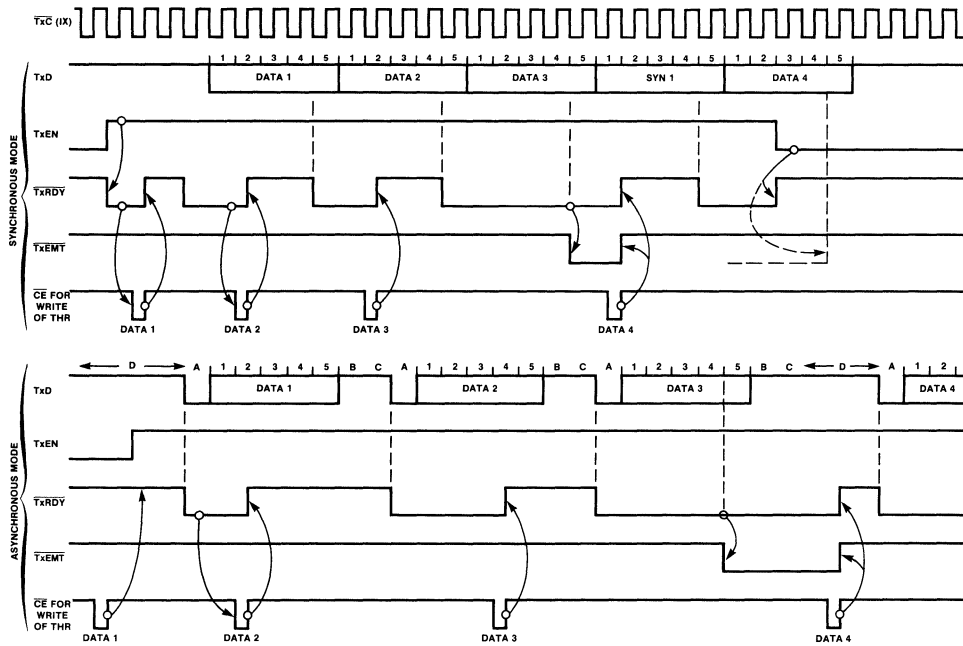 TxC (IX)
1 2 3 4 5 1 2 3 4 5 1 2 3 4 5 1 2 3 4 5 1 2 3 4 5
TxD DATA 1 DATA 2 DATA 3 SYN 1 DATA 4
SYNCHRONOUS MODE
TxEN
TxRDY
TxEMT
CE FOR
WRITE
OF THR
DATA 1 DATA 2 DATA 3 DATA 4
D A 1 2 3 4 5 B C A 1 2 3 4 5 B C A 1 2 3 4 5 B C D A 1 2
TxD DATA 1 DATA 2 DATA 3 DATA 4
ASYNCHRONOUS MODE
TxEN
TxRDY
TxEMT
CE FOR
WRITE
OF THR
DATA 1 DATA 2 DATA 3 DATA 4